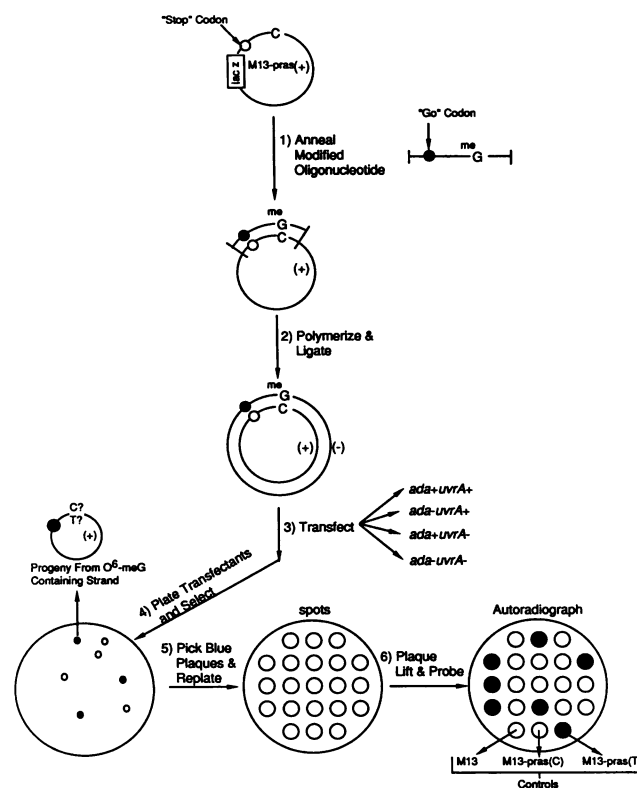 "Stop" Codon
C
lac z
M13-pras(+)
1) Anneal
Modified
Oligonucleotide
"Go" Codon
me
G
me
G
C
(+)
2) Polymerize &
Ligate
me
G
C
(+)
(-)
3) Transfect
ada+uvrA+
ada-uvrA+
ada+uvrA-
ada-uvrA-
C?
T?
(+)
Progeny From O6-meG
Containing Strand
4) Plate Transfectants
and Select
5) Pick Blue
Plaques &
Replate
spots
6) Plaque
Lift & Probe
Autoradiograph
M13
M13-pras(C)
M13-pras(T
Controls